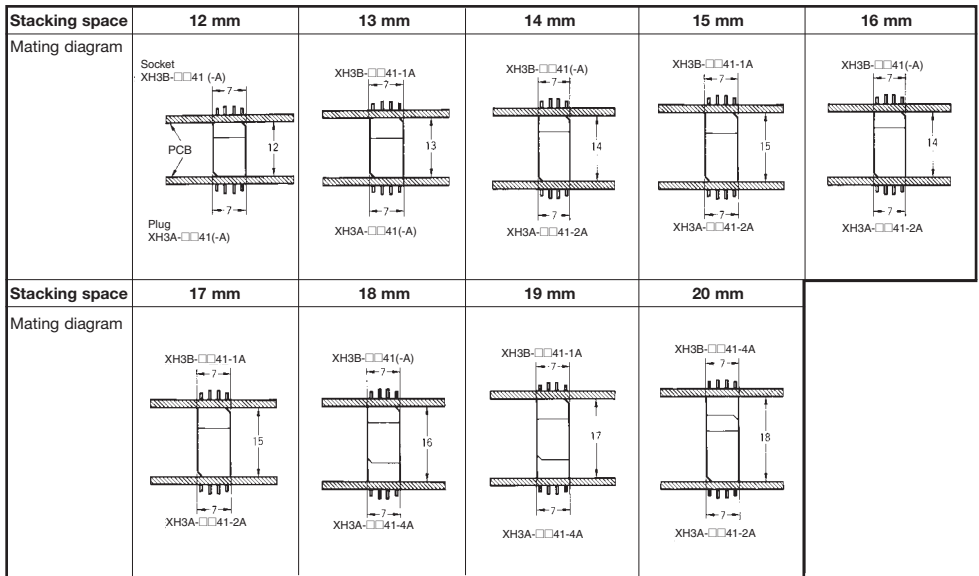 Stacking space 12 mm 13 mm 14 mm 15 mm 16 mm
Mating diagram
Socket
XH3B-□□41 (-A)
7
PCB
12
7
Plug
XH3A-□□41(-A)
XH3B-□□41-1A
7
13
7
XH3A-□□41(-A)
XH3B-□□41(-A)
7
14
7
XH3A-□□41-2A
XH3B-□□41-1A
7
15
7
XH3A-□□41-2A
XH3B-□□41(-A)
7
14
7
XH3A-□□41-2A
Stacking space 17 mm 18 mm 19 mm 20 mm
Mating diagram
XH3B-□□41-1A
7
15
7
XH3A-□□41-2A
XH3B-□□41(-A)
7
16
7
XH3A-□□41-4A
XH3B-□□41-1A
7
17
7
XH3A-□□41-4A
XH3B-□□41-4A
7
18
7
XH3A-□□41-2A